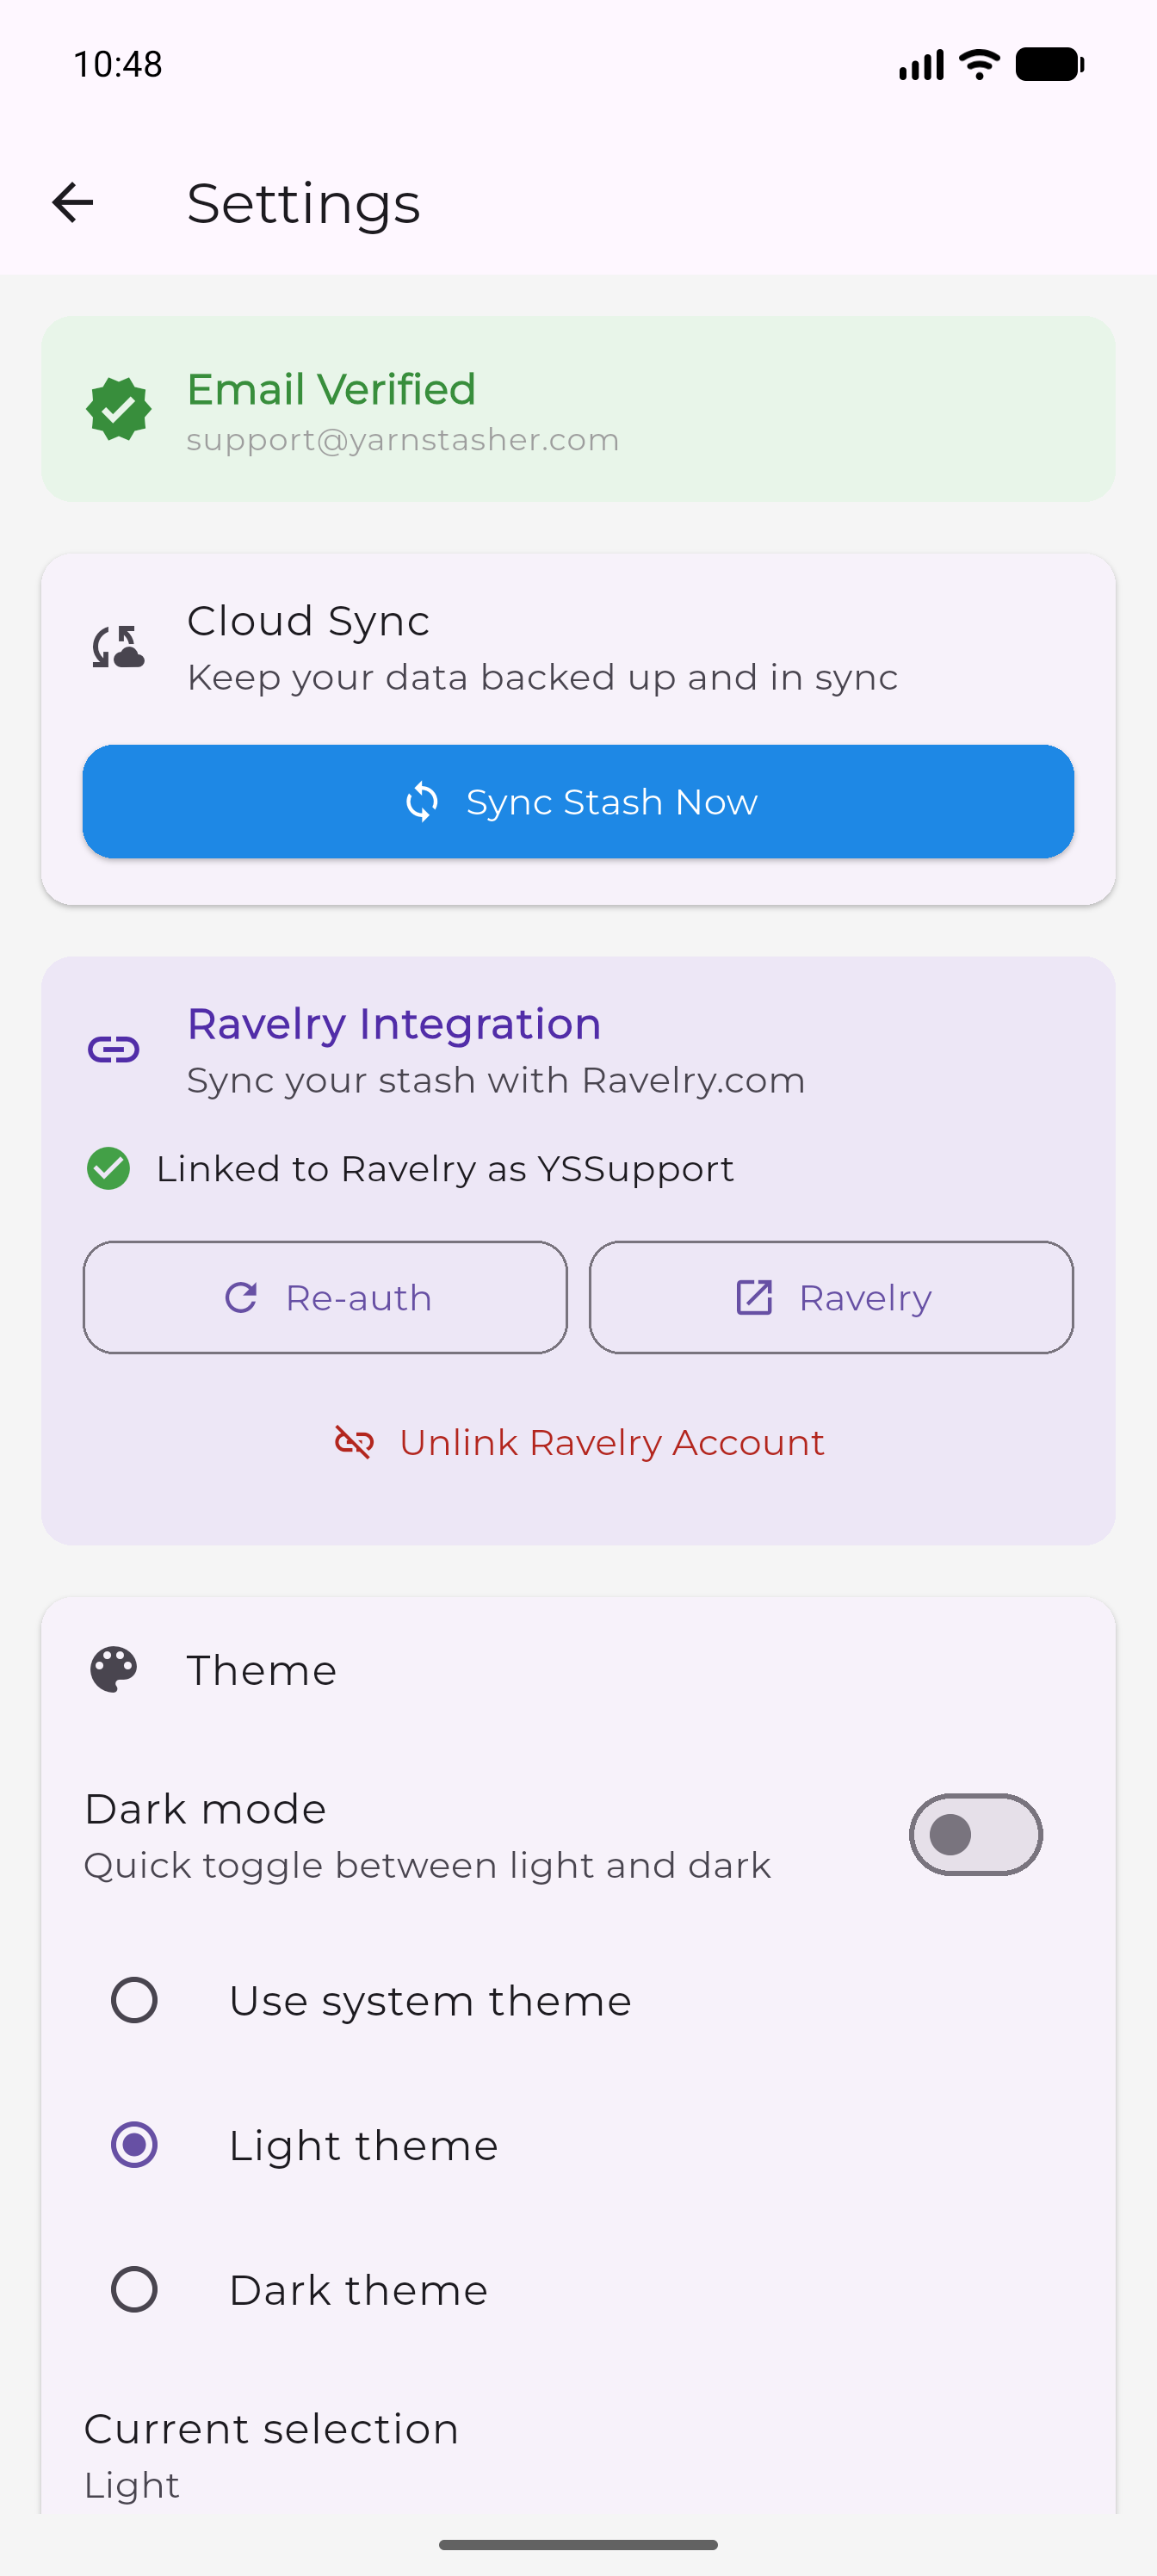 10:48
Settings
Email Verified
support@yarnstasher.com
Cloud Sync
Keep your data backed up and in sync
Sync Stash Now
Ravelry Integration
Sync your stash with Ravelry.com
Linked to Ravelry as YSSupport
Re-auth
Ravelry
Unlink Ravelry Account
Theme
Dark mode
Quick toggle between light and dark
Use system theme
Light theme
Dark theme
Current selection
Light